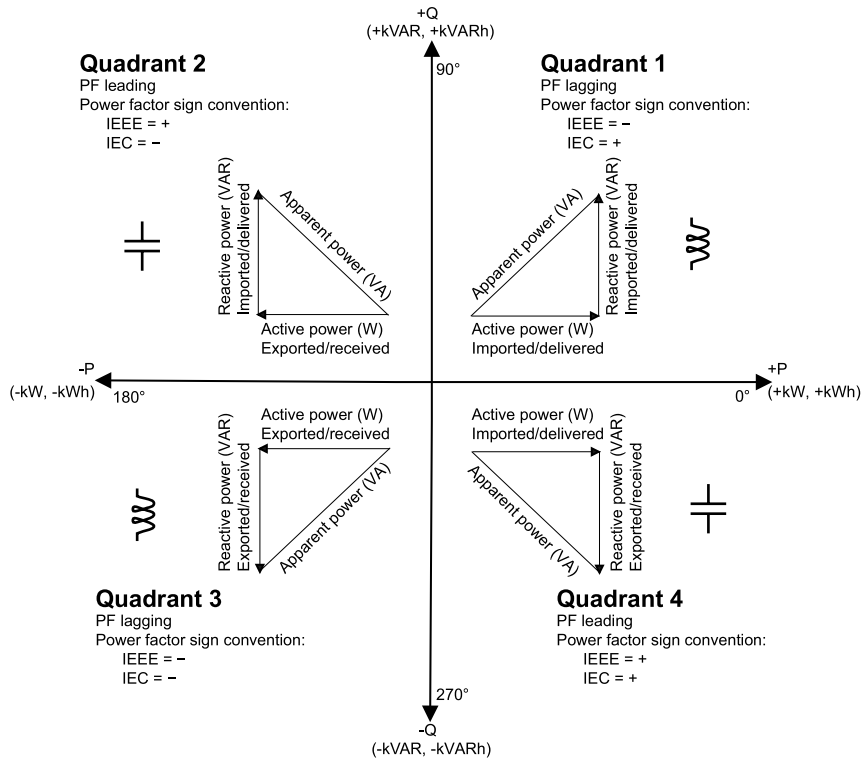 +Q
(+kVAR, +kVARh)
90°
Quadrant 2
PF leading
Power factor sign convention:
IEEE = +
IEC = −
Reactive power (VAR)
Imported/delivered
Apparent power (VA)
Active power (W)
Exported/received
Quadrant 1
PF lagging
Power factor sign convention:
IEEE = −
IEC = +
Apparent power (VA)
Reactive power (VAR)
Imported/delivered
Active power (W)
Imported/delivered
-P
(-kW, -kWh)
180°
0°
+P
(+kW, +kWh)
Active power (W)
Exported/received
Reactive power (VAR)
Exported/received
Apparent power (VA)
Quadrant 3
PF lagging
Power factor sign convention:
IEEE = −
IEC = −
Active power (W)
Imported/delivered
Apparent power (VA)
Reactive power (VAR)
Exported/received
Quadrant 4
PF leading
Power factor sign convention:
IEEE = +
IEC = +
270°
-Q
(-kVAR, -kVARh)